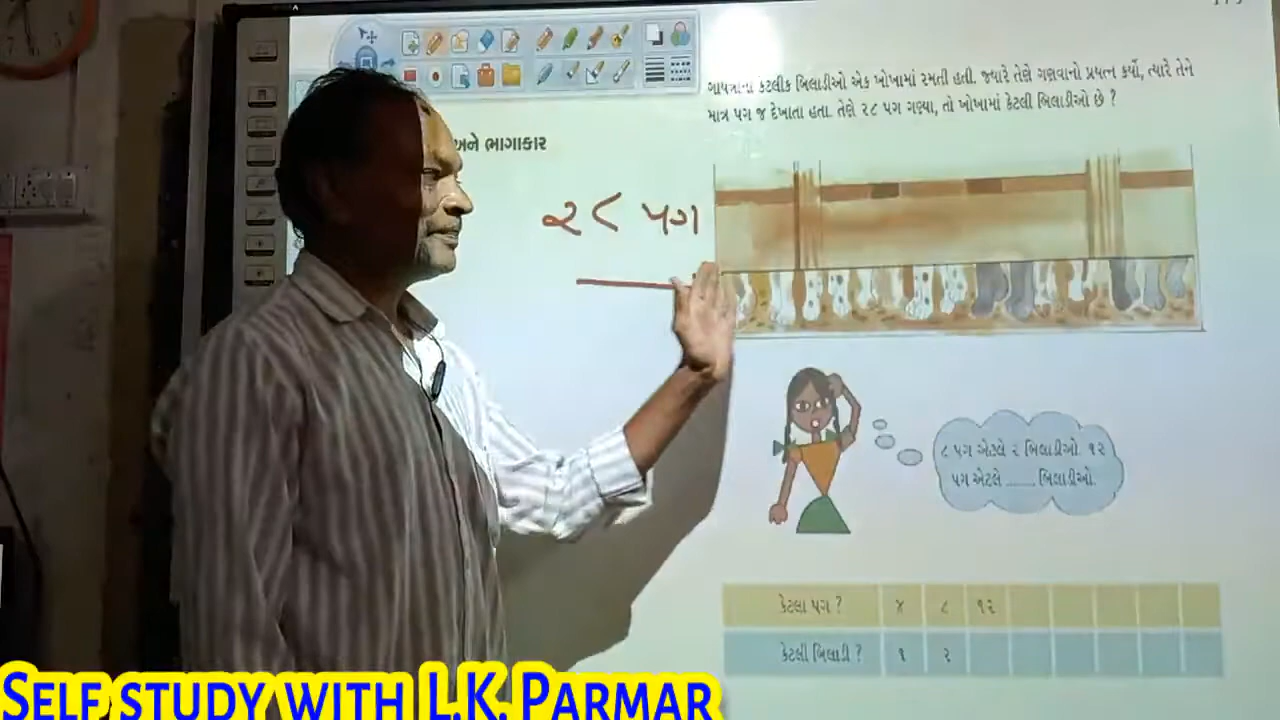 કેટલીક બિલાડીઓ એક ખોખામાં રમતી હતી. જ્યારે તેણે ગણવાનો પ્રયત્ન કર્યો, ત્યારે તેને
માત્ર પગ જ દેખાતા હતા. તેણે ૨૮ પગ ગણ્યા, તો ખોખામાં કેટલી બિલાડીઓ છે ?
અને ભાગાકાર
૨૮ પગ
૮ પગ એટલે ૨ બિલાડીઓ. ૧૨
પગ એટલે ...... બિલાડીઓ.
કેટલા પગ ? ૪ ૮ ૧૨
કેટલી બિલાડી ? ૧ ૨
SELF STUDY WITH L.K. PARMAR